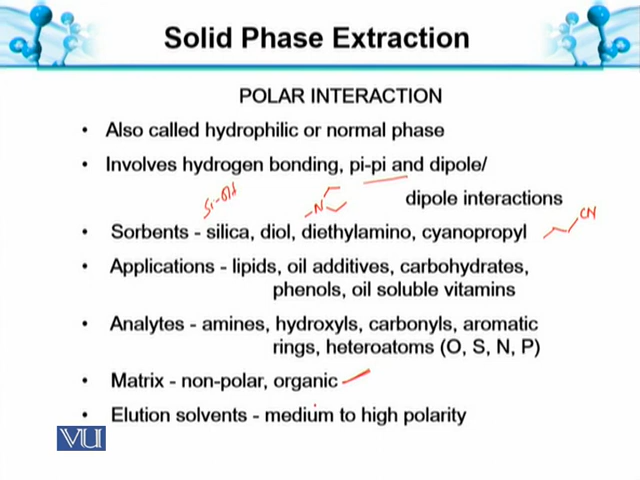 Solid Phase Extraction
POLAR INTERACTION
• Also called hydrophilic or normal phase
• Involves hydrogen bonding, pi-pi and dipole/
dipole interactions
Si-OH
N
CN
• Sorbents - silica, diol, diethylamino, cyanopropyl
• Applications - lipids, oil additives, carbohydrates,
phenols, oil soluble vitamins
• Analytes - amines, hydroxyls, carbonyls, aromatic
rings, heteroatoms (O, S, N, P)
• Matrix - non-polar, organic
• Elution solvents - medium to high polarity
VU